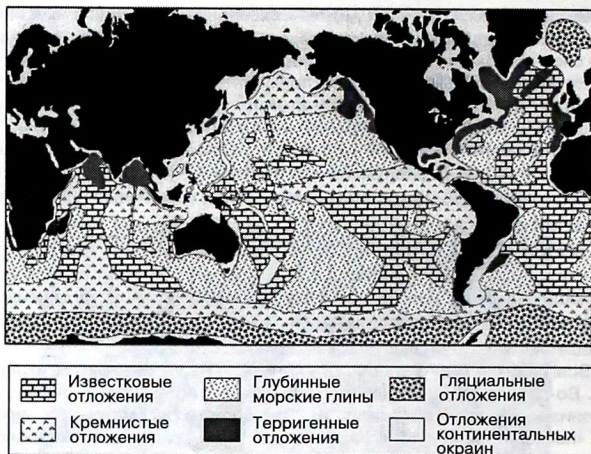 Известковые
отложения
Глубинные
морские глины
Гляциальные
отложения
Кремнистые
отложения
Терригенные
отложения
Отложения
континентальных
окраин